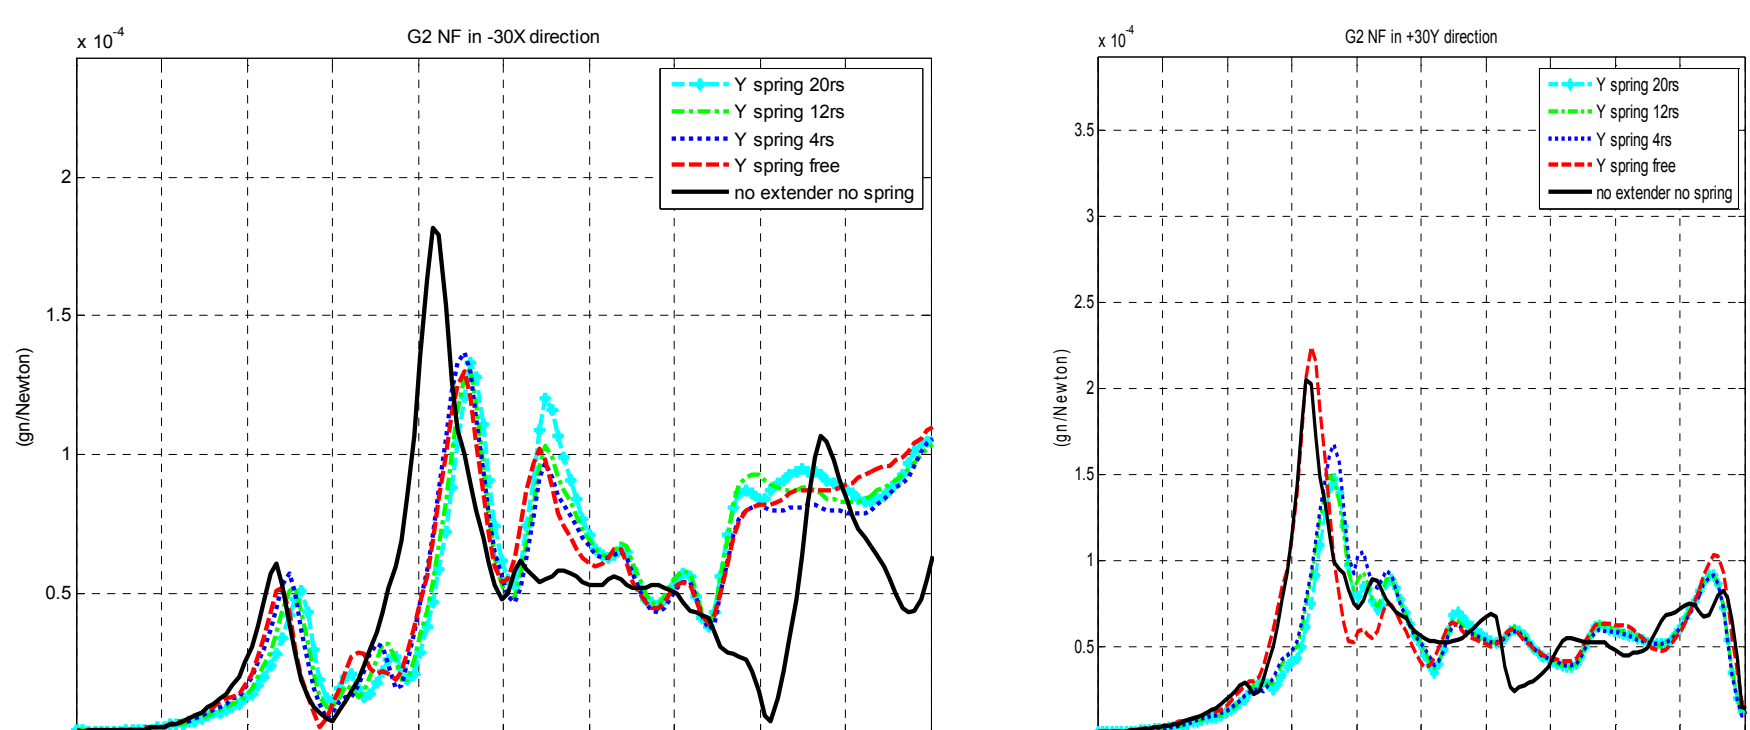 x 10-4
G2 NF in -30X direction
Y spring 20rs
Y spring 12rs
Y spring 4rs
Y spring free
no extender no spring
2
1.5
1
0.5
(gn/Newton)
x 10-4
G2 NF in +30Y direction
Y spring 20rs
Y spring 12rs
Y spring 4rs
Y spring free
no extender no spring
3.5
3
2.5
2
1.5
1
0.5
(gn/Newton)